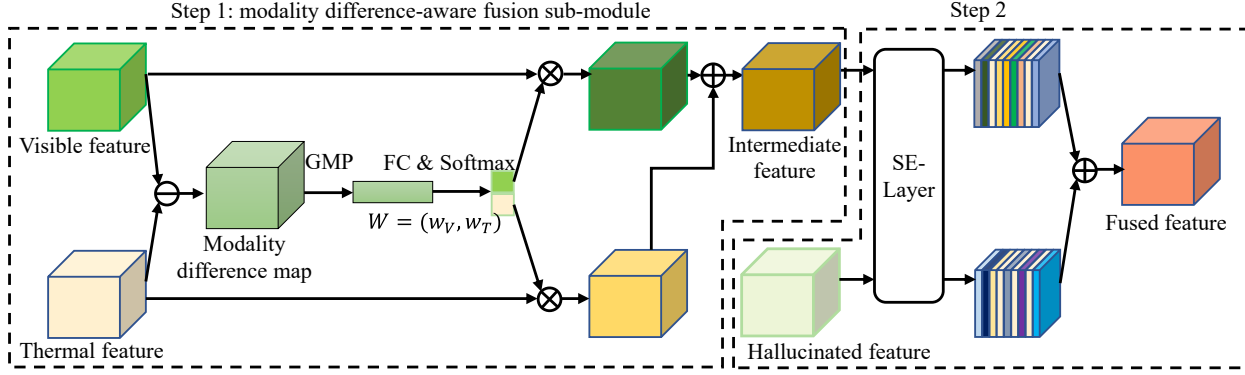 Step 1: modality difference-aware fusion sub-module
Step 2
Visible feature
GMP
FC & Softmax
W = (w_V, w_T)
Modality
difference map
Thermal feature
Intermediate
feature
SE-
Layer
Hallucinated feature
Fused feature